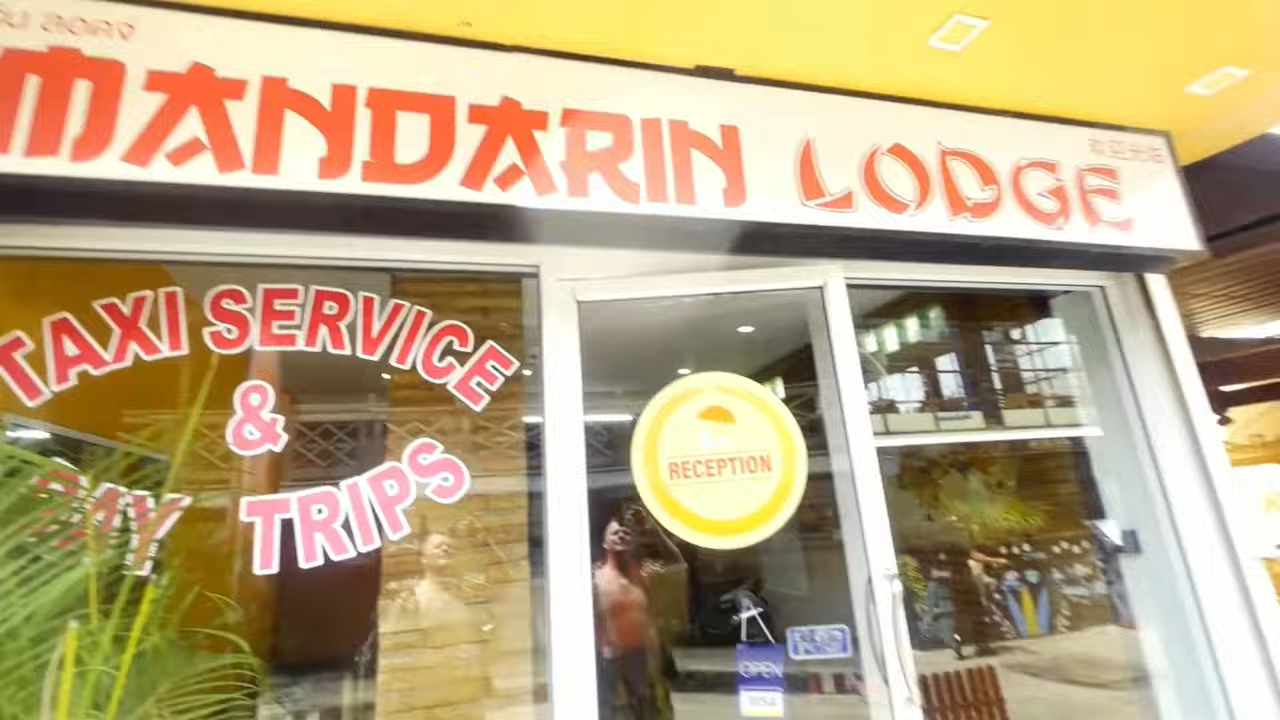 MANDARIN LODGE
TAXI SERVICE
&
TRIPS
RECEPTION
OPEN
VISA